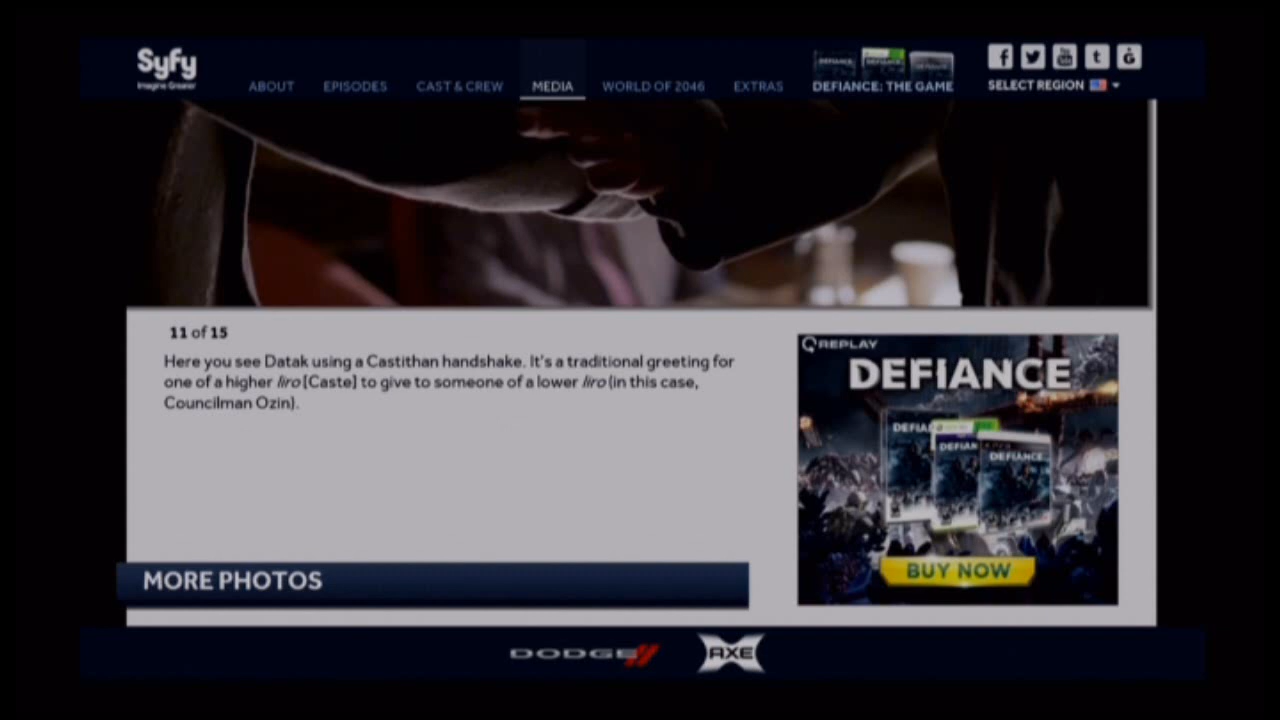 Syfy
Imagine Greater
ABOUT EPISODES CAST & CREW MEDIA WORLD OF 2046 EXTRAS DEFIANCE: THE GAME SELECT REGION
11 of 15
Here you see Datak using a Castithan handshake. It's a traditional greeting for
one of a higher liro [Caste] to give to someone of a lower liro (in this case,
Councilman Ozin).
REPLAY
DEFIANCE
DEFIANCE
BUY NOW
MORE PHOTOS
DODGE AXE